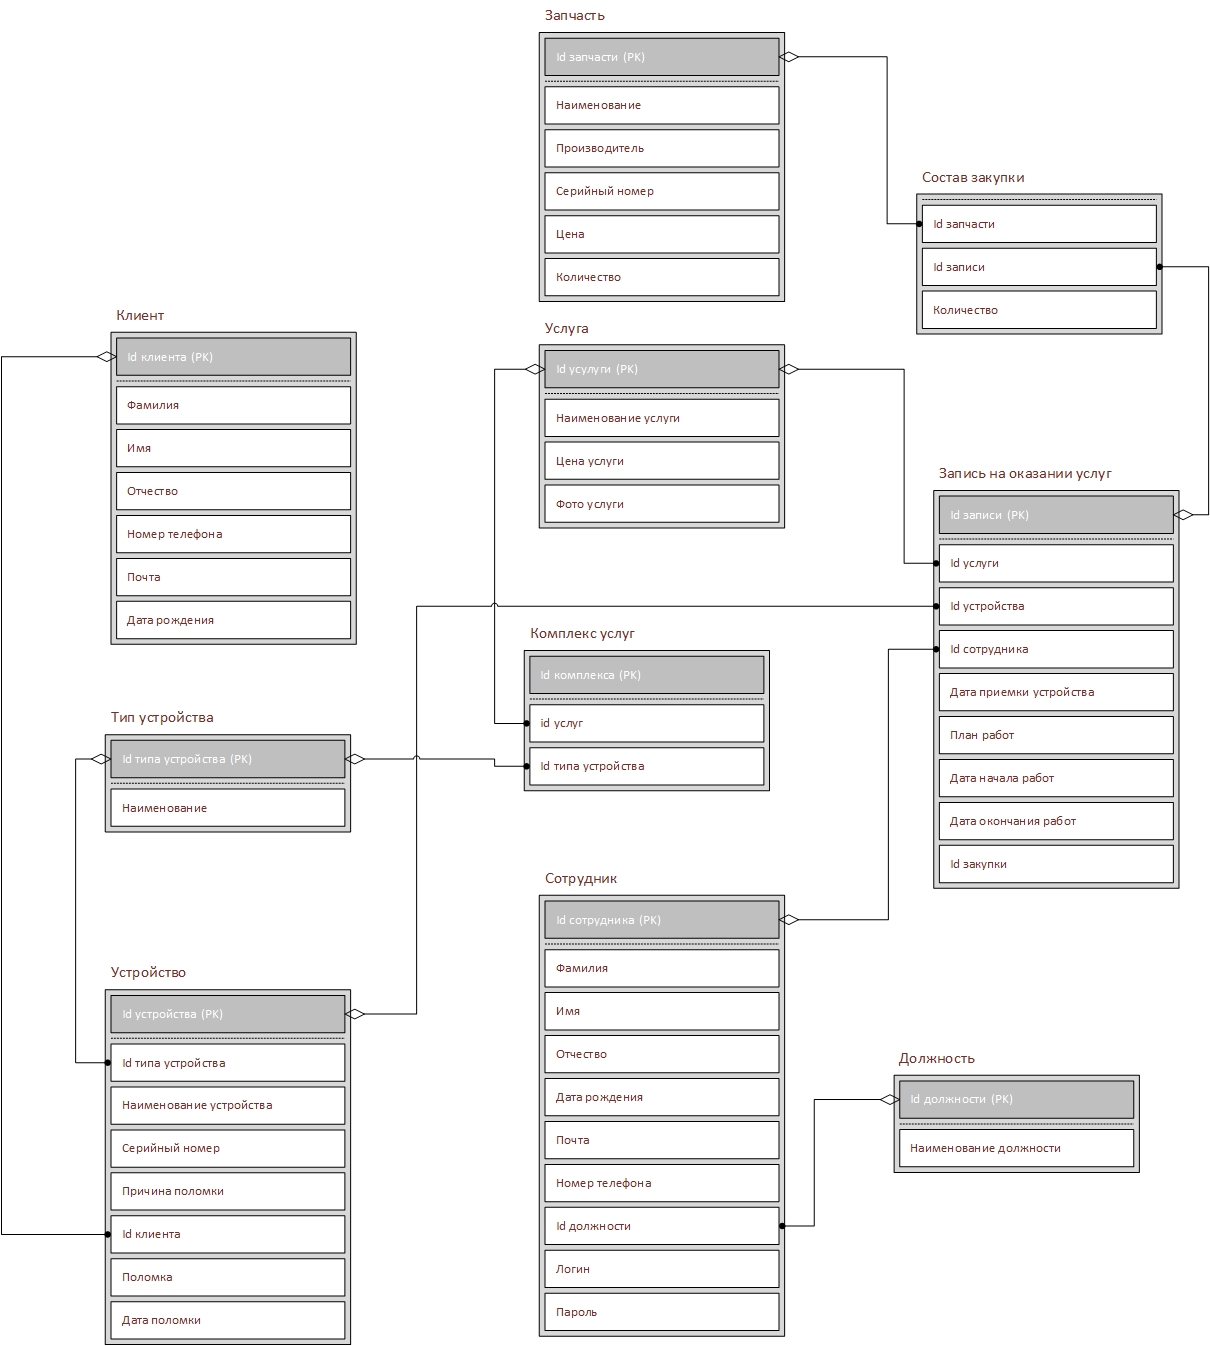 Запчасть
Id запчасти (PK)
Наименование
Производитель
Серийный номер
Цена
Количество
Состав закупки
Id запчасти
Id записи
Количество
Клиент
Id клиента (PK)
Фамилия
Имя
Отчество
Номер телефона
Почта
Дата рождения
Услуга
Id усулуги (PK)
Наименование услуги
Цена услуги
Фото услуги
Запись на оказании услуг
Id записи (PK)
Id услуги
Id устройства
Id сотрудника
Дата приемки устройства
План работ
Дата начала работ
Дата окончания работ
Id закупки
Комплекс услуг
Id комплекса (PK)
id услуг
Id типа устройства
Тип устройства
Id типа устройства (PK)
Наименование
Сотрудник
Id сотрудника (PK)
Фамилия
Имя
Отчество
Дата рождения
Почта
Номер телефона
Id должности
Логин
Пароль
Устройство
Id устройства (PK)
Id типа устройства
Наименование устройства
Серийный номер
Причина поломки
Id клиента
Поломка
Дата поломки
Должность
Id должности (PK)
Наименование должности